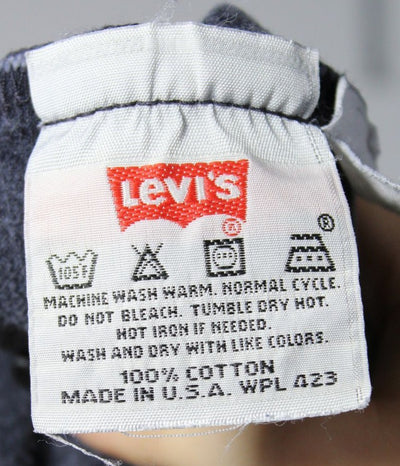 LEVI'S
®
®
105°F
MACHINE WASH WARM. NORMAL CYCLE.
DO NOT BLEACH. TUMBLE DRY HOT.
HOT IRON IF NEEDED.
WASH AND DRY WITH LIKE COLORS.
100% COTTON
MADE IN U.S.A. WPL 423